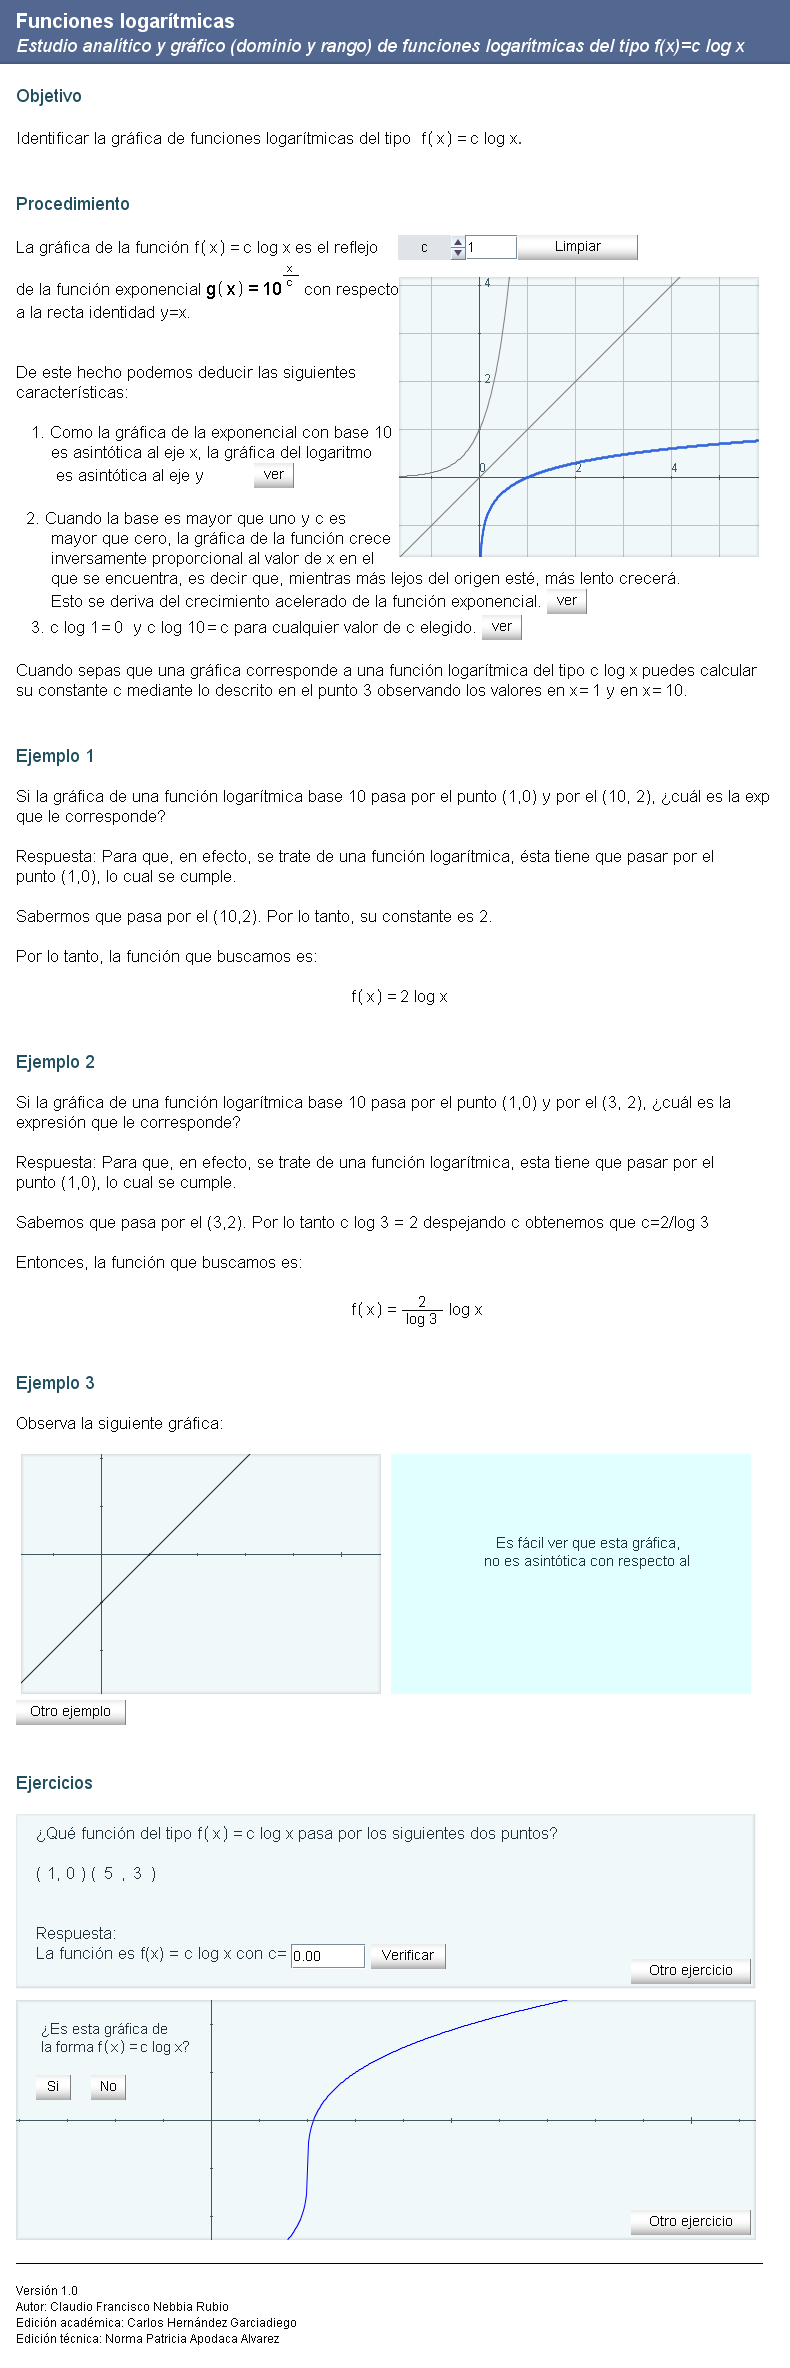 Funciones logarítmicas
Estudio analítico y gráfico (dominio y rango) de funciones logarítmicas del tipo f(x)=c log x
Objetivo
Identificar la gráfica de funciones logarítmicas del tipo f( x ) = c log x.
Procedimiento
La gráfica de la función f( x ) = c log x es el reflejo
de la función exponencial g( x ) = 10^(x/c) con respecto
a la recta identidad y=x.
c 1 Limpiar
4
2
0 2 4
De este hecho podemos deducir las siguientes
características:
1. Como la gráfica de la exponencial con base 10
es asintótica al eje x, la gráfica del logaritmo
es asintótica al eje y ver
2. Cuando la base es mayor que uno y c es
mayor que cero, la gráfica de la función crece
inversamente proporcional al valor de x en el
que se encuentra, es decir que, mientras más lejos del origen esté, más lento crecerá.
Esto se deriva del crecimiento acelerado de la función exponencial. ver
3. c log 1 = 0 y c log 10 = c para cualquier valor de c elegido. ver
Cuando sepas que una gráfica corresponde a una función logarítmica del tipo c log x puedes calcular
su constante c mediante lo descrito en el punto 3 observando los valores en x = 1 y en x = 10.
Ejemplo 1
Si la gráfica de una función logarítmica base 10 pasa por el punto (1,0) y por el (10, 2), ¿cuál es la exp
que le corresponde?
Respuesta: Para que, en efecto, se trate de una función logarítmica, ésta tiene que pasar por el
punto (1,0), lo cual se cumple.
Sabermos que pasa por el (10,2). Por lo tanto, su constante es 2.
Por lo tanto, la función que buscamos es:
f( x ) = 2 log x
Ejemplo 2
Si la gráfica de una función logarítmica base 10 pasa por el punto (1,0) y por el (3, 2), ¿cuál es la
expresión que le corresponde?
Respuesta: Para que, en efecto, se trate de una función logarítmica, esta tiene que pasar por el
punto (1,0), lo cual se cumple.
Sabemos que pasa por el (3,2). Por lo tanto c log 3 = 2 despejando c obtenemos que c=2/log 3
Entonces, la función que buscamos es:
f( x ) = 2/log 3 log x
Ejemplo 3
Observa la siguiente gráfica:
Es fácil ver que esta gráfica,
no es asintótica con respecto al
Otro ejemplo
Ejercicios
¿Qué función del tipo f( x ) = c log x pasa por los siguientes dos puntos?
( 1, 0 ) ( 5 , 3 )
Respuesta:
La función es f(x) = c log x con c= 0.00 Verificar
Otro ejercicio
¿Es esta gráfica de
la forma f( x ) = c log x?
Si No
Otro ejercicio
Versión 1.0
Autor: Claudio Francisco Nebbia Rubio
Edición académica: Carlos Hernández Garciadiego
Edición técnica: Norma Patricia Apodaca Alvarez